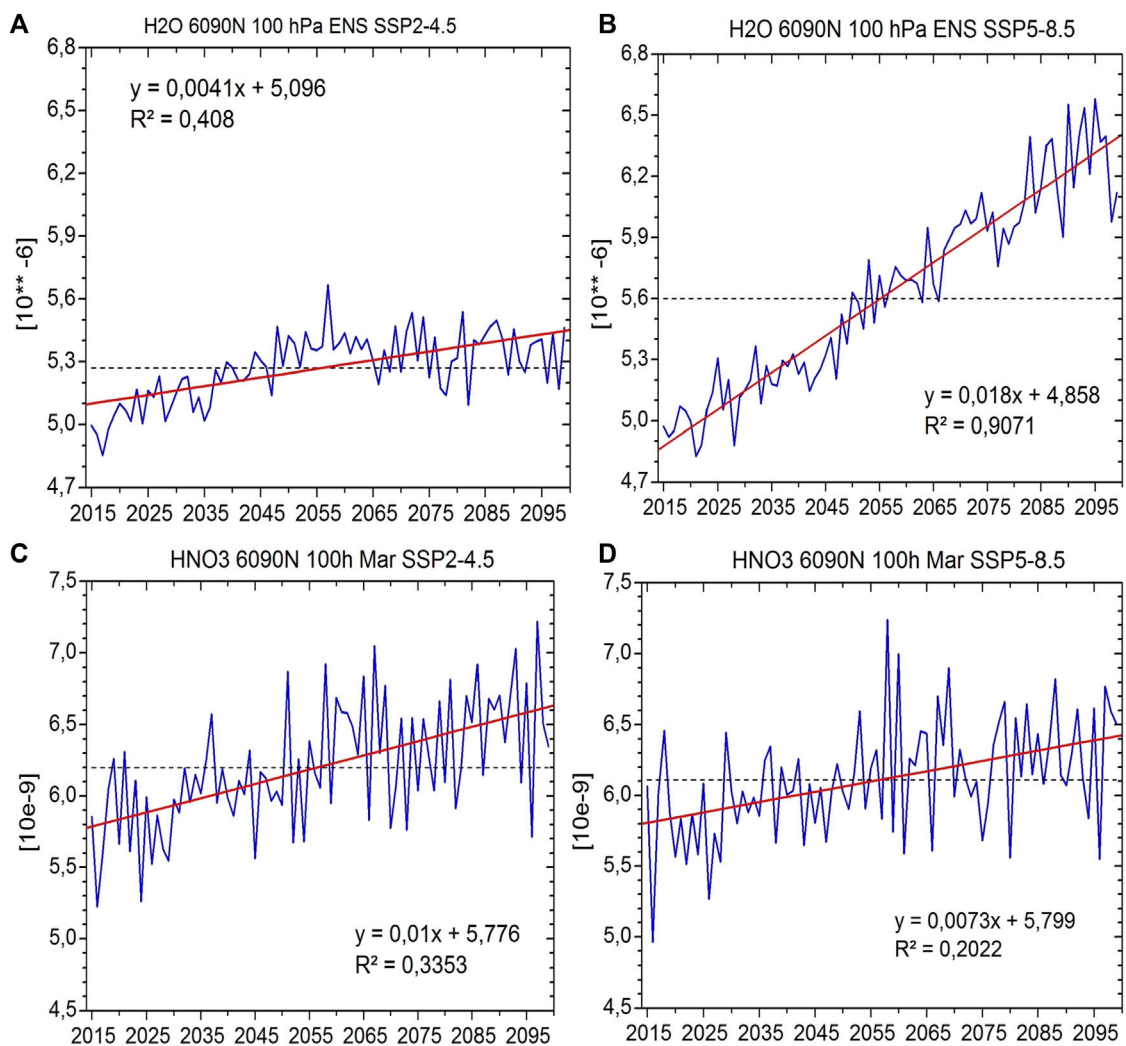 A
H2O 6090N 100 hPa ENS SSP2-4.5
6,8
6,5
6,2
5,9
5,6
5,3
5,0
4,7
[10** -6]
y = 0,0041x + 5,096
R² = 0,408
2015 2025 2035 2045 2055 2065 2075 2085 2095
B
H2O 6090N 100 hPa ENS SSP5-8.5
6,8
6,5
6,2
5,9
5,6
5,3
5,0
4,7
[10** -6]
y = 0,018x + 4,858
R² = 0,9071
2015 2025 2035 2045 2055 2065 2075 2085 2095
C
HNO3 6090N 100h Mar SSP2-4.5
7,5
7,0
6,5
6,0
5,5
5,0
4,5
[10e-9]
y = 0,01x + 5,776
R² = 0,3353
2015 2025 2035 2045 2055 2065 2075 2085 2095
D
HNO3 6090N 100h Mar SSP5-8.5
7,5
7,0
6,5
6,0
5,5
5,0
4,5
[10e-9]
y = 0,0073x + 5,799
R² = 0,2022
2015 2025 2035 2045 2055 2065 2075 2085 2095